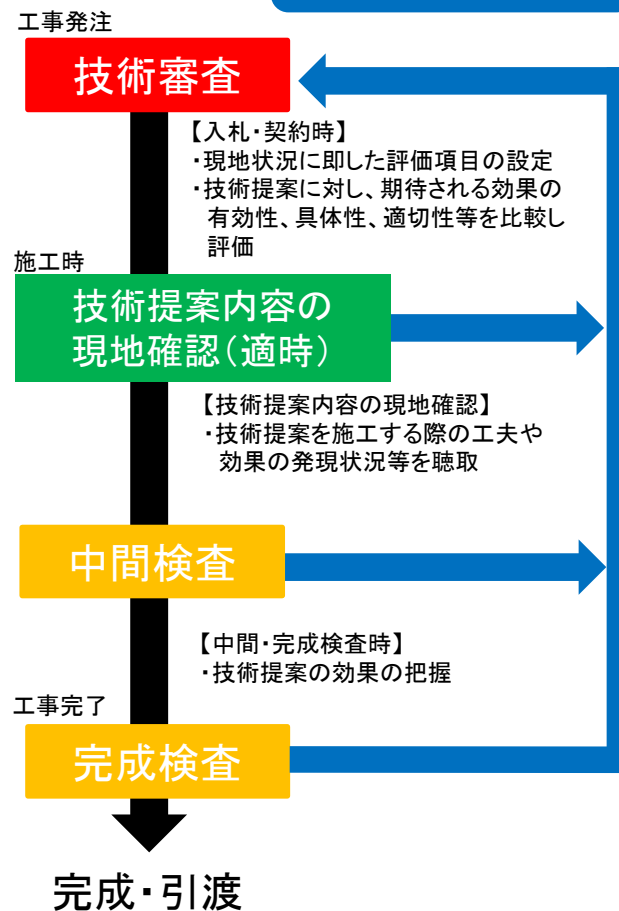 工事発注
技術審査
【入札・契約時】
・現地状況に即した評価項目の設定
・技術提案に対し、期待される効果の
有効性、具体性、適切性等を比較し
評価
施工時
技術提案内容の
現地確認（適時）
【技術提案内容の現地確認】
・技術提案を施工する際の工夫や
効果の発現状況等を聴取
中間検査
【中間・完成検査時】
・技術提案の効果の把握
工事完了
完成検査
完成・引渡